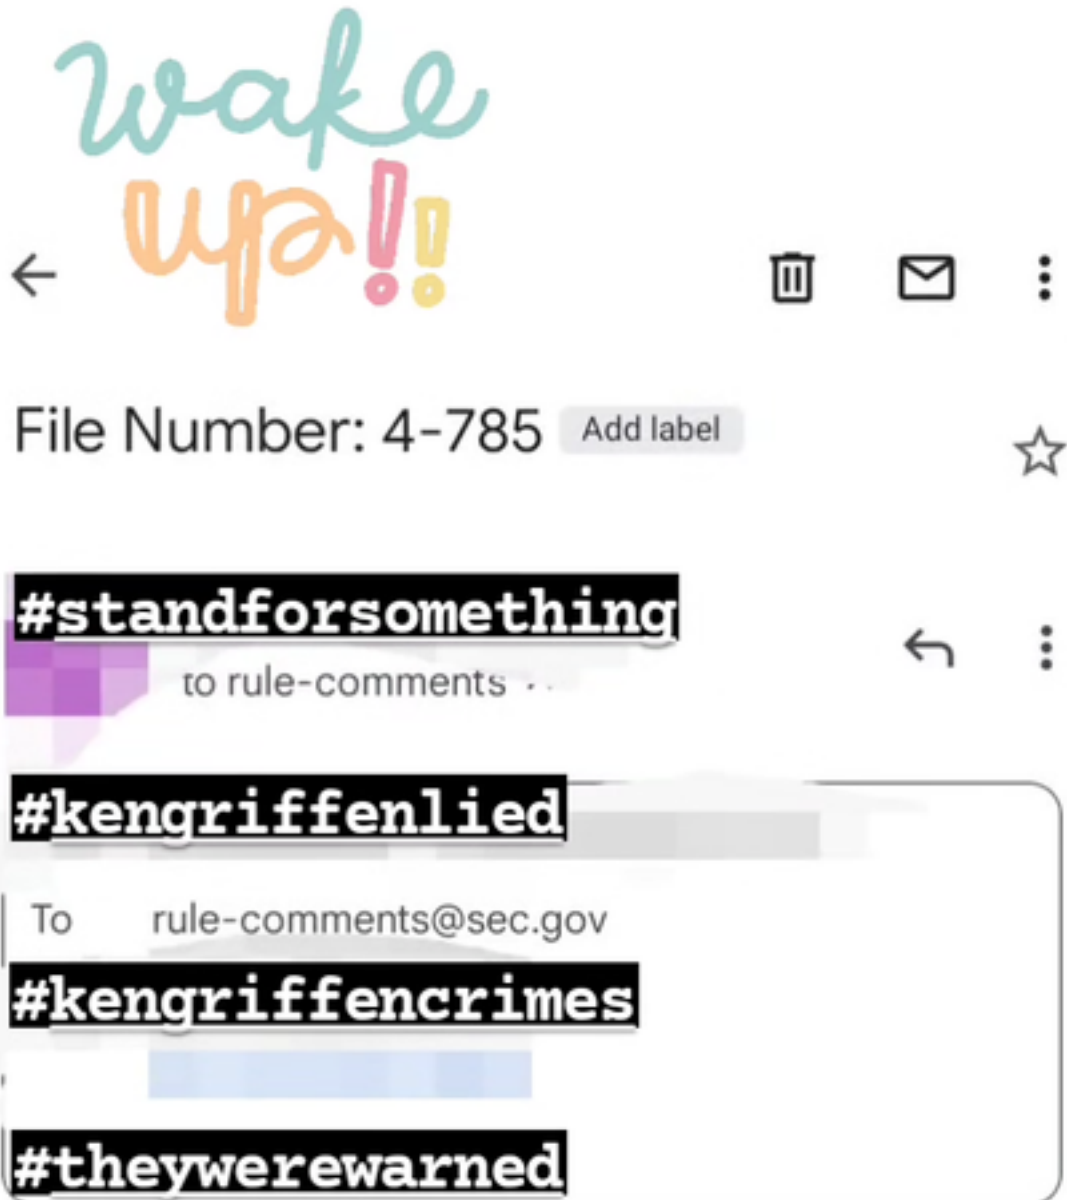 wake
up!!
File Number: 4-785 Add label
#standforsomething
to rule-comments
#kengriffenlied
To rule-comments@sec.gov
#kengriffencrimes
#theywerewarned